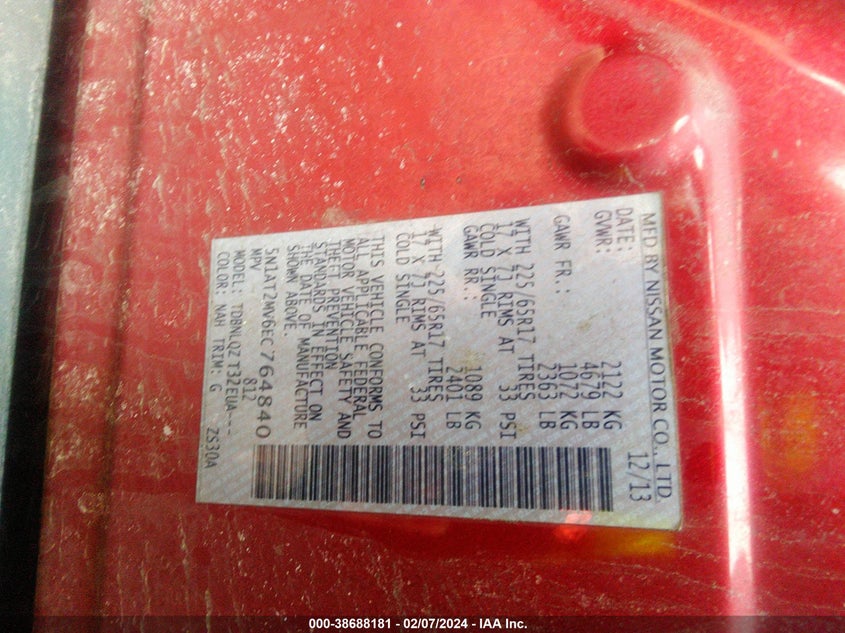 MFD BY NISSAN MOTOR CO., LTD.
DATE: 12/13
GVWR: 2122 KG
4679 LB
GAWR FR.: 1072 KG
2363 LB
WITH 225/65R17 TIRES
17 X 7J RIMS AT 33 PSI
COLD SINGLE
GAWR RR.: 1089 KG
2401 LB
WITH 225/65R17 TIRES
17 X 7J RIMS AT 33 PSI
COLD SINGLE
THIS VEHICLE CONFORMS TO
ALL APPLICABLE FEDERAL
MOTOR VEHICLE SAFETY AND
THEFT PREVENTION
STANDARDS IN EFFECT ON
THE DATE OF MANUFACTURE
SHOWN ABOVE.
5N1AT2MV6EC764840
MPV 812
MODEL: TDBNLQZ T32EUA---
COLOR: NAH TRIM: G ZS30A
000-38688181 - 02/07/2024 - IAA Inc.